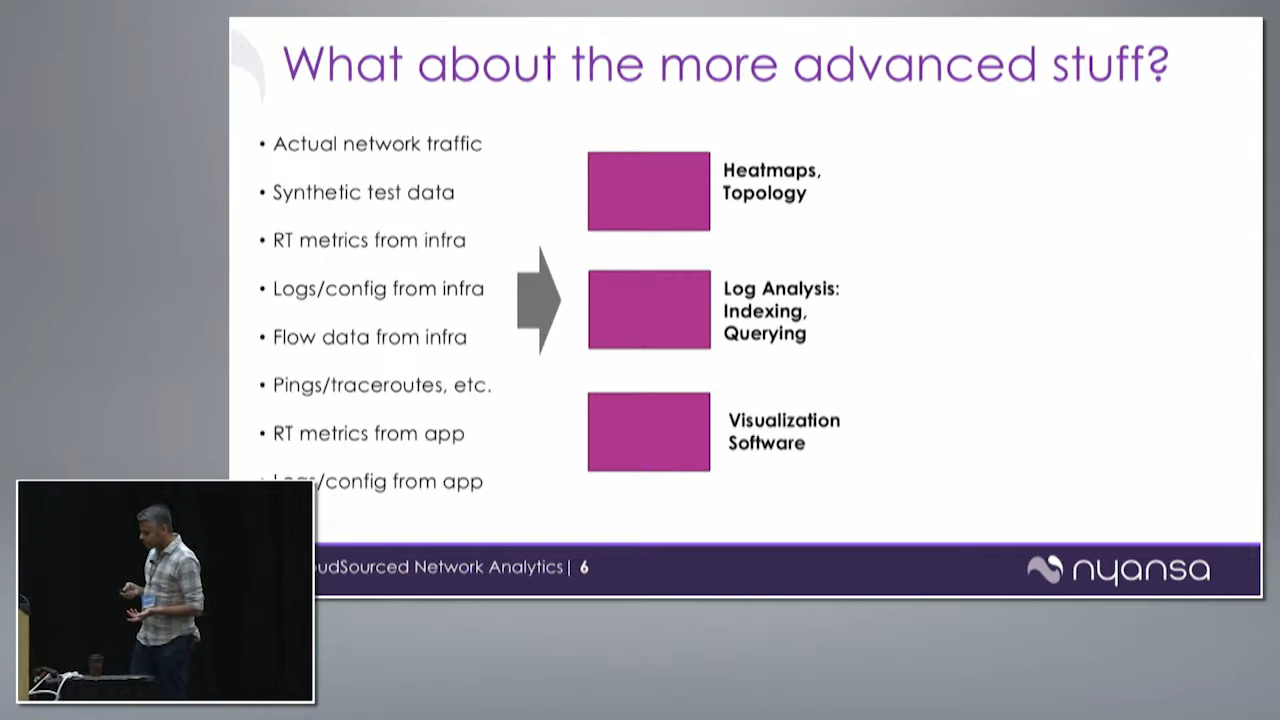 What about the more advanced stuff?
• Actual network traffic
• Synthetic test data
• RT metrics from infra
• Logs/config from infra
• Flow data from infra
• Pings/traceroutes, etc.
• RT metrics from app
/config from app
Heatmaps,
Topology
Log Analysis:
Indexing,
Querying
Visualization
Software
Network Analytics| 6
nyansa